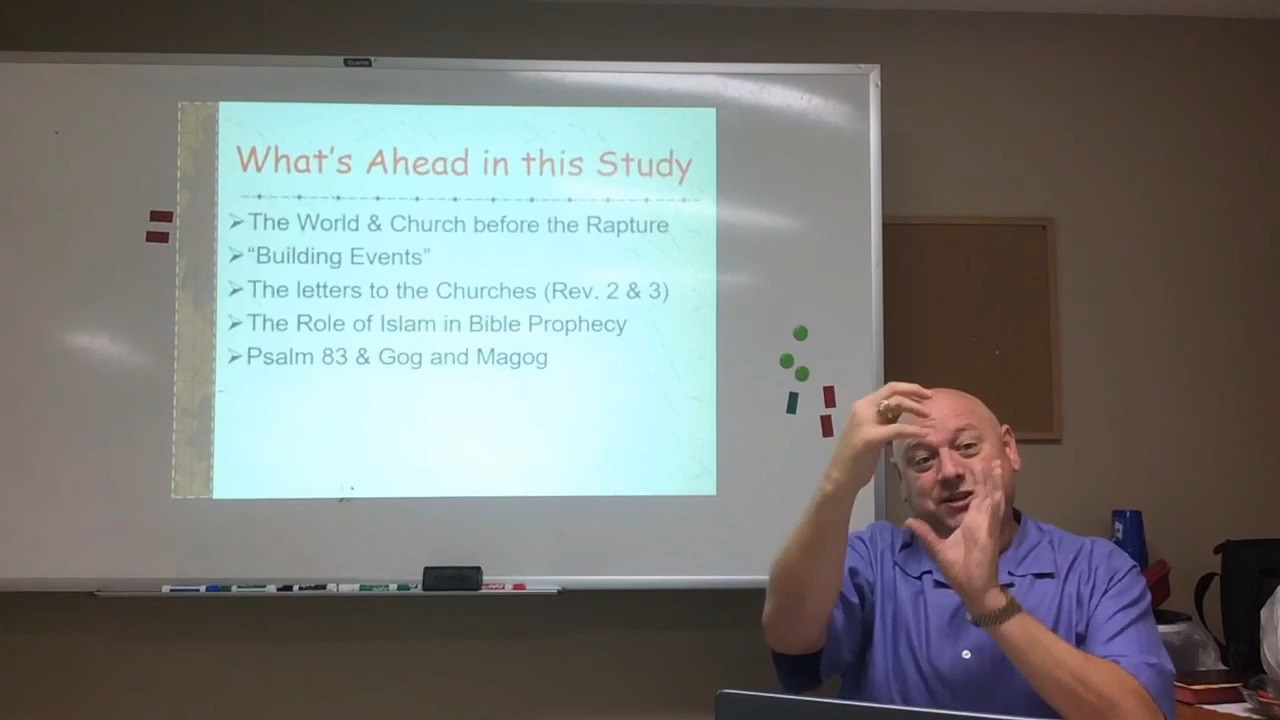 What's Ahead in this Study
➢The World & Church before the Rapture
➢“Building Events”
➢The letters to the Churches (Rev. 2 & 3)
➢The Role of Islam in Bible Prophecy
➢Psalm 83 & Gog and Magog